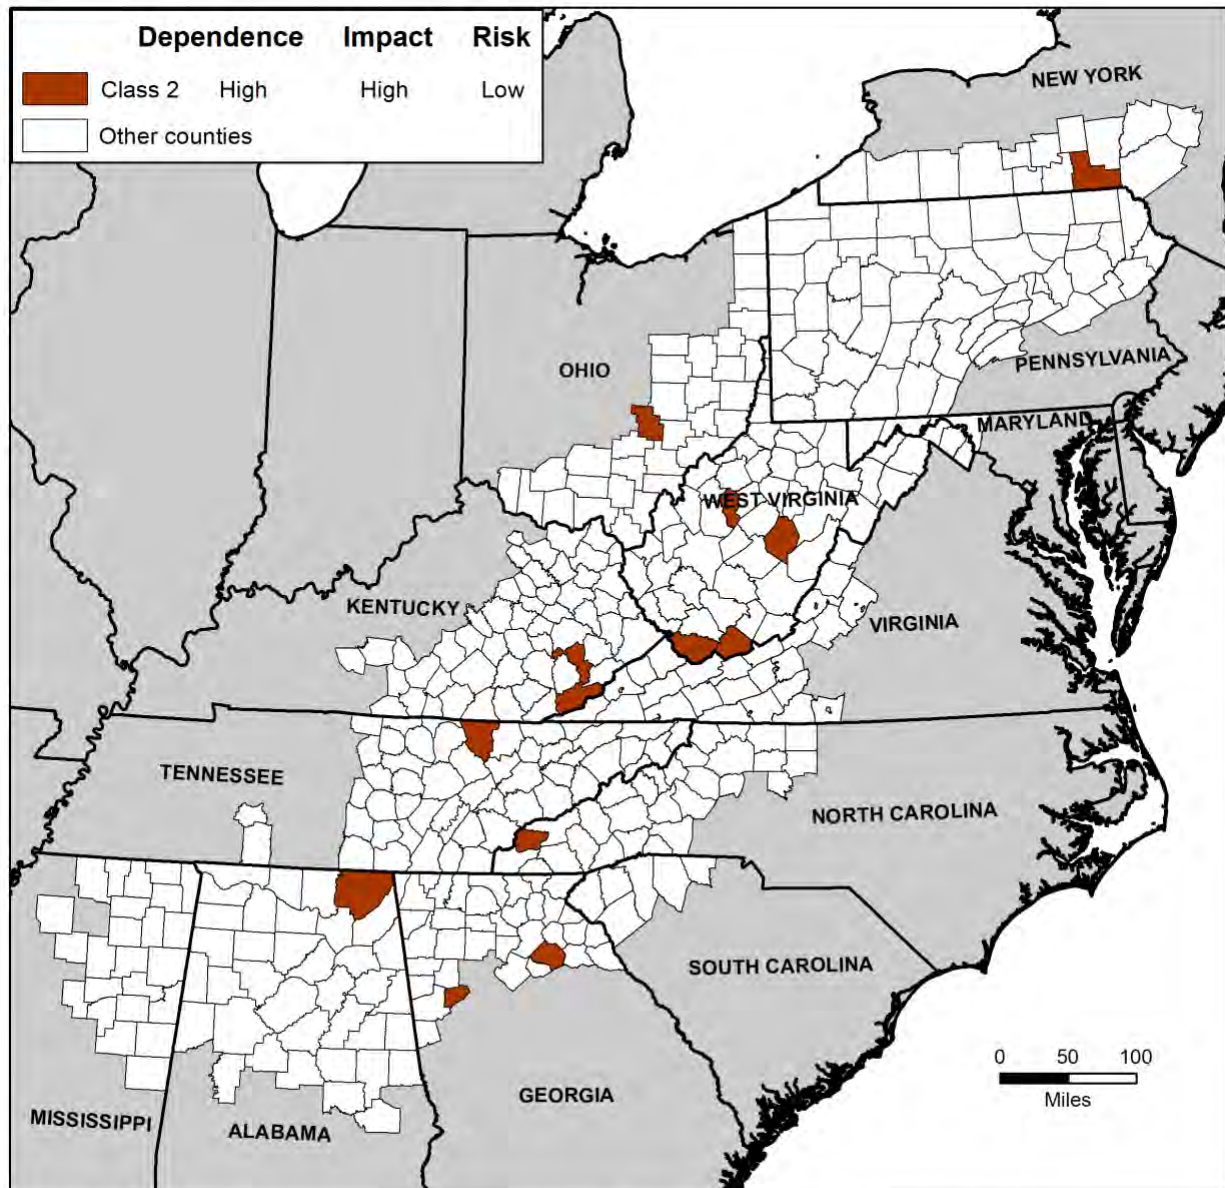 Dependence Impact Risk
Class 2 High High Low
Other counties
NEW YORK
PENNSYLVANIA
OHIO
MARYLAND
WEST VIRGINIA
KENTUCKY
VIRGINIA
TENNESSEE
NORTH CAROLINA
SOUTH CAROLINA
0 50 100
Miles
GEORGIA
MISSISSIPPI
ALABAMA